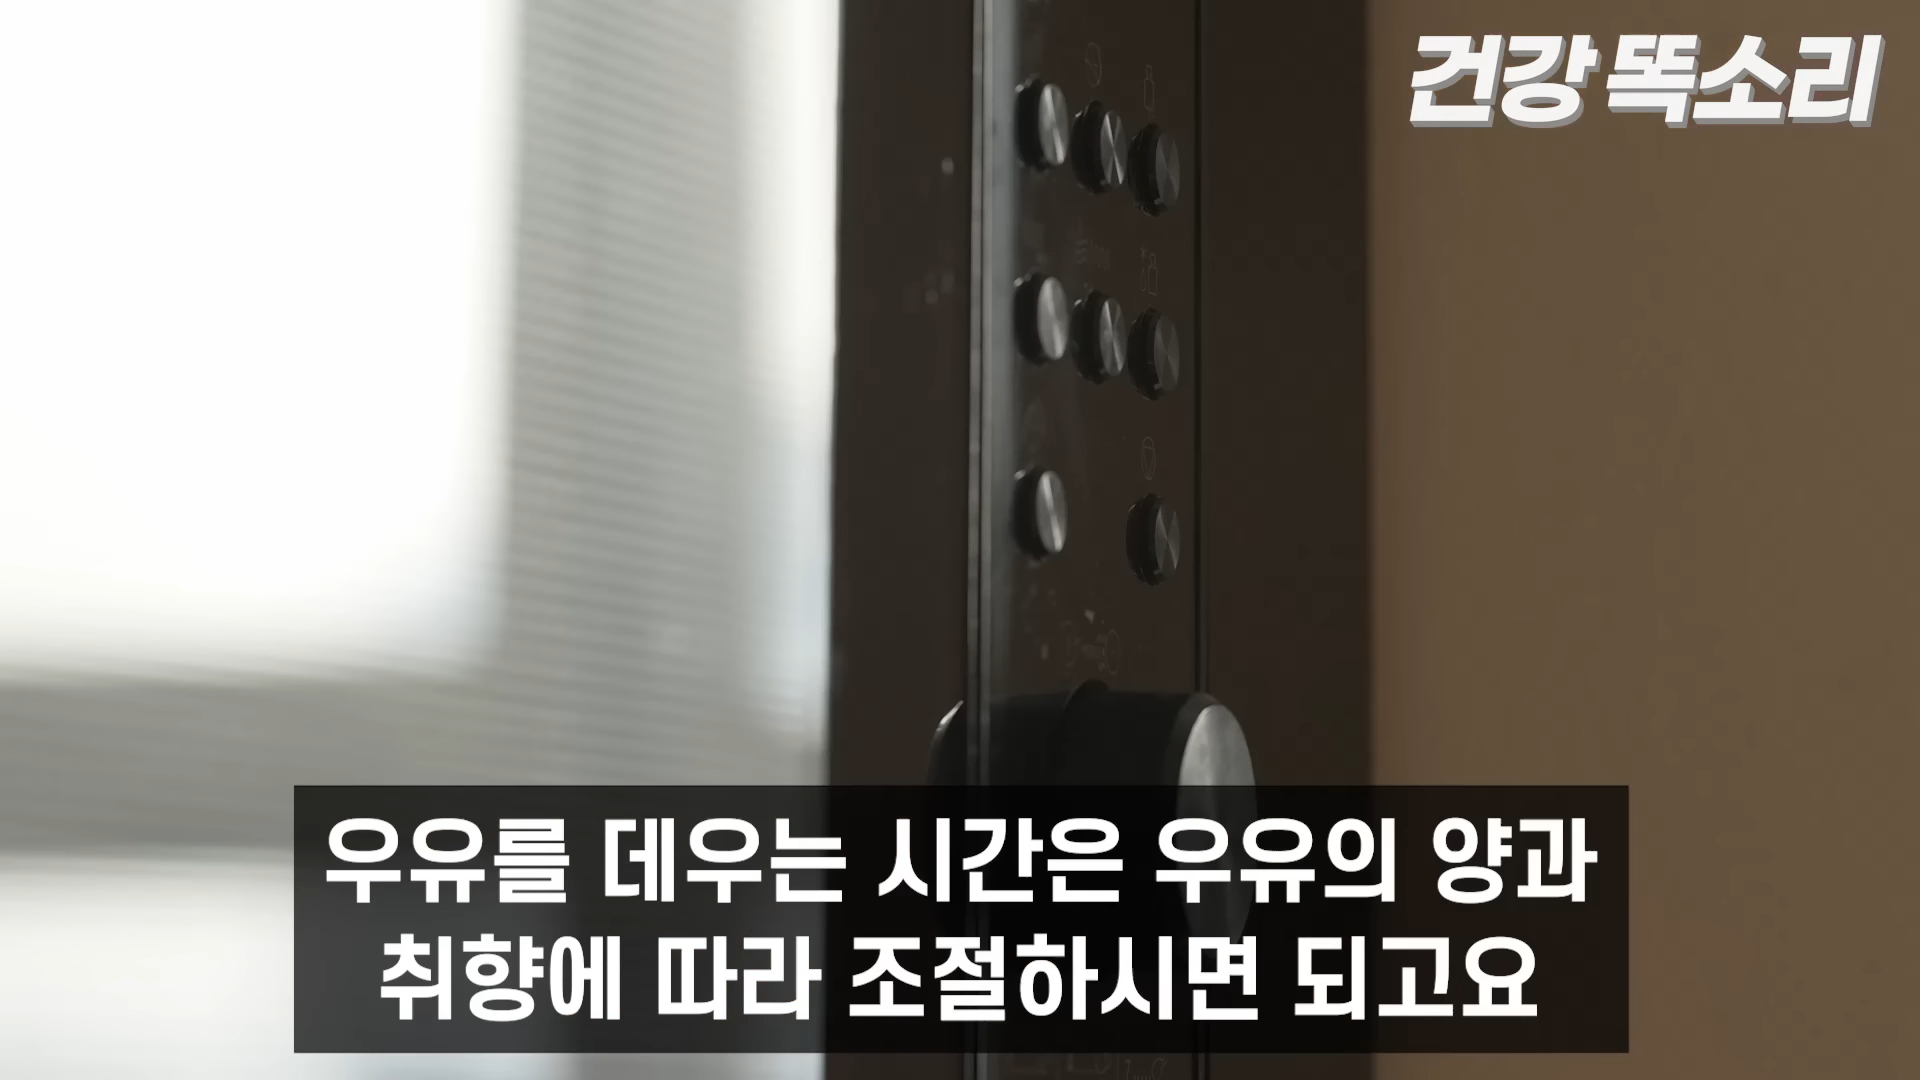 건강 똑소리
우유를 데우는 시간은 우유의 양과
취향에 따라 조절하시면 되고요